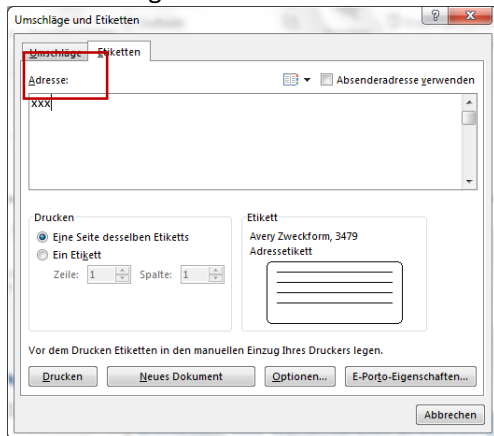 Umschläge und Etiketten
Umschläge Etiketten
Adresse: Absenderadresse verwenden
xxx
Drucken Etikett
Eine Seite desselben Etiketts Avery Zweckform, 3479
Ein Etikett Adressetikett
Zeile: 1 Spalte: 1
Vor dem Drucken Etiketten in den manuellen Einzug Ihres Druckers legen.
Drucken Neues Dokument Optionen... E-Porto-Eigenschaften...
Abbrechen